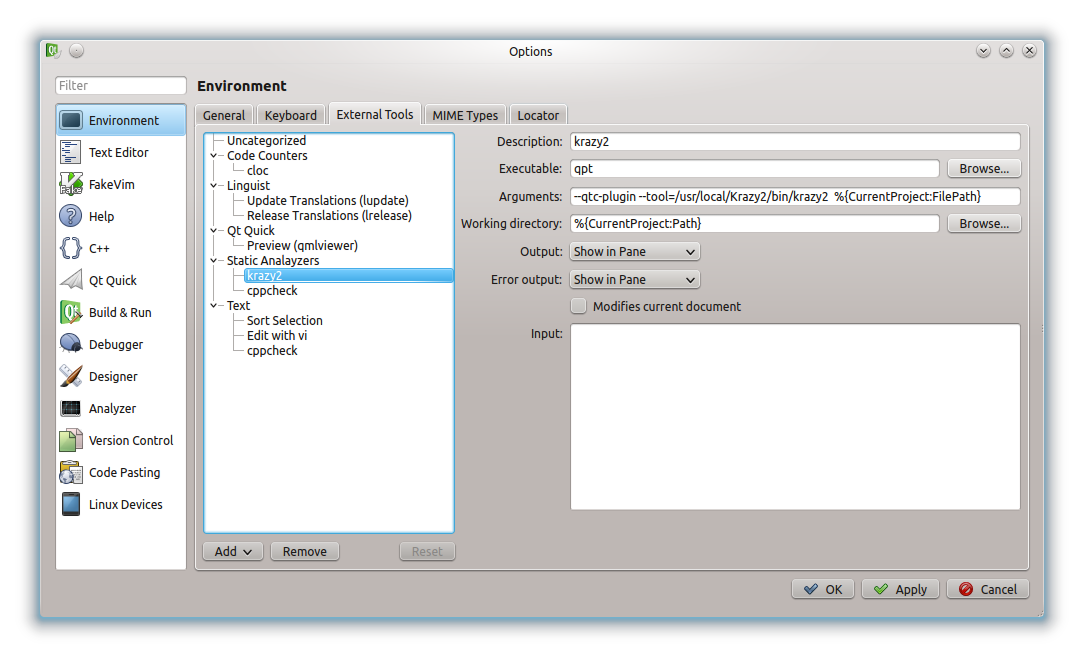 Options
Filter
Environment
Environment
Text Editor
FakeVim
Help
C++
Qt Quick
Build & Run
Debugger
Designer
Analyzer
Version Control
Code Pasting
Linux Devices
General
Keyboard
External Tools
MIME Types
Locator
Uncategorized
Code Counters
cloc
Linguist
Update Translations (lupdate)
Release Translations (lrelease)
Qt Quick
Preview (qmlviewer)
Static Analayzers
krazy2
cppcheck
Text
Sort Selection
Edit with vi
cppcheck
Add
Remove
Reset
Description: krazy2
Executable: qpt Browse...
Arguments: --qtc-plugin --tool=/usr/local/Krazy2/bin/krazy2  %{CurrentProject:FilePath}
Working directory: %{CurrentProject:Path} Browse...
Output: Show in Pane
Error output: Show in Pane
Modifies current document
Input:
OK
Apply
Cancel